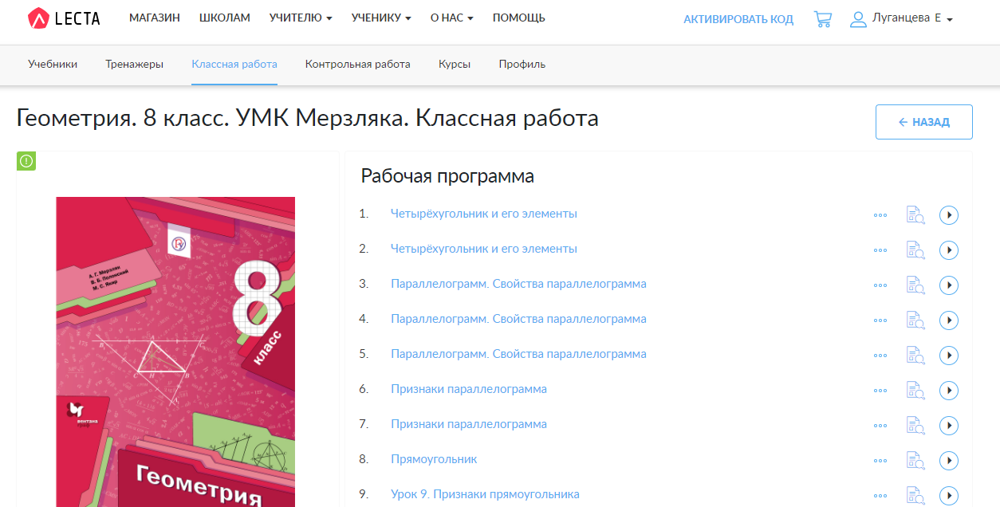 LECTA МАГАЗИН ШКОЛАМ УЧИТЕЛЮ УЧЕНИКУ О НАС ПОМОЩЬ АКТИВИРОВАТЬ КОД Луганцева Е
Учебники Тренажеры Классная работа Контрольная работа Курсы Профиль
Геометрия. 8 класс. УМК Мерзляка. Классная работа
← НАЗАД
А. Г. Мерзляк
В. Б. Полонский
М. С. Якир
8
класс
вентана
граф
Геометрия
Рабочая программа
1. Четырёхугольник и его элементы
2. Четырёхугольник и его элементы
3. Параллелограмм. Свойства параллелограмма
4. Параллелограмм. Свойства параллелограмма
5. Параллелограмм. Свойства параллелограмма
6. Признаки параллелограмма
7. Признаки параллелограмма
8. Прямоугольник
9. Урок 9. Признаки прямоугольника